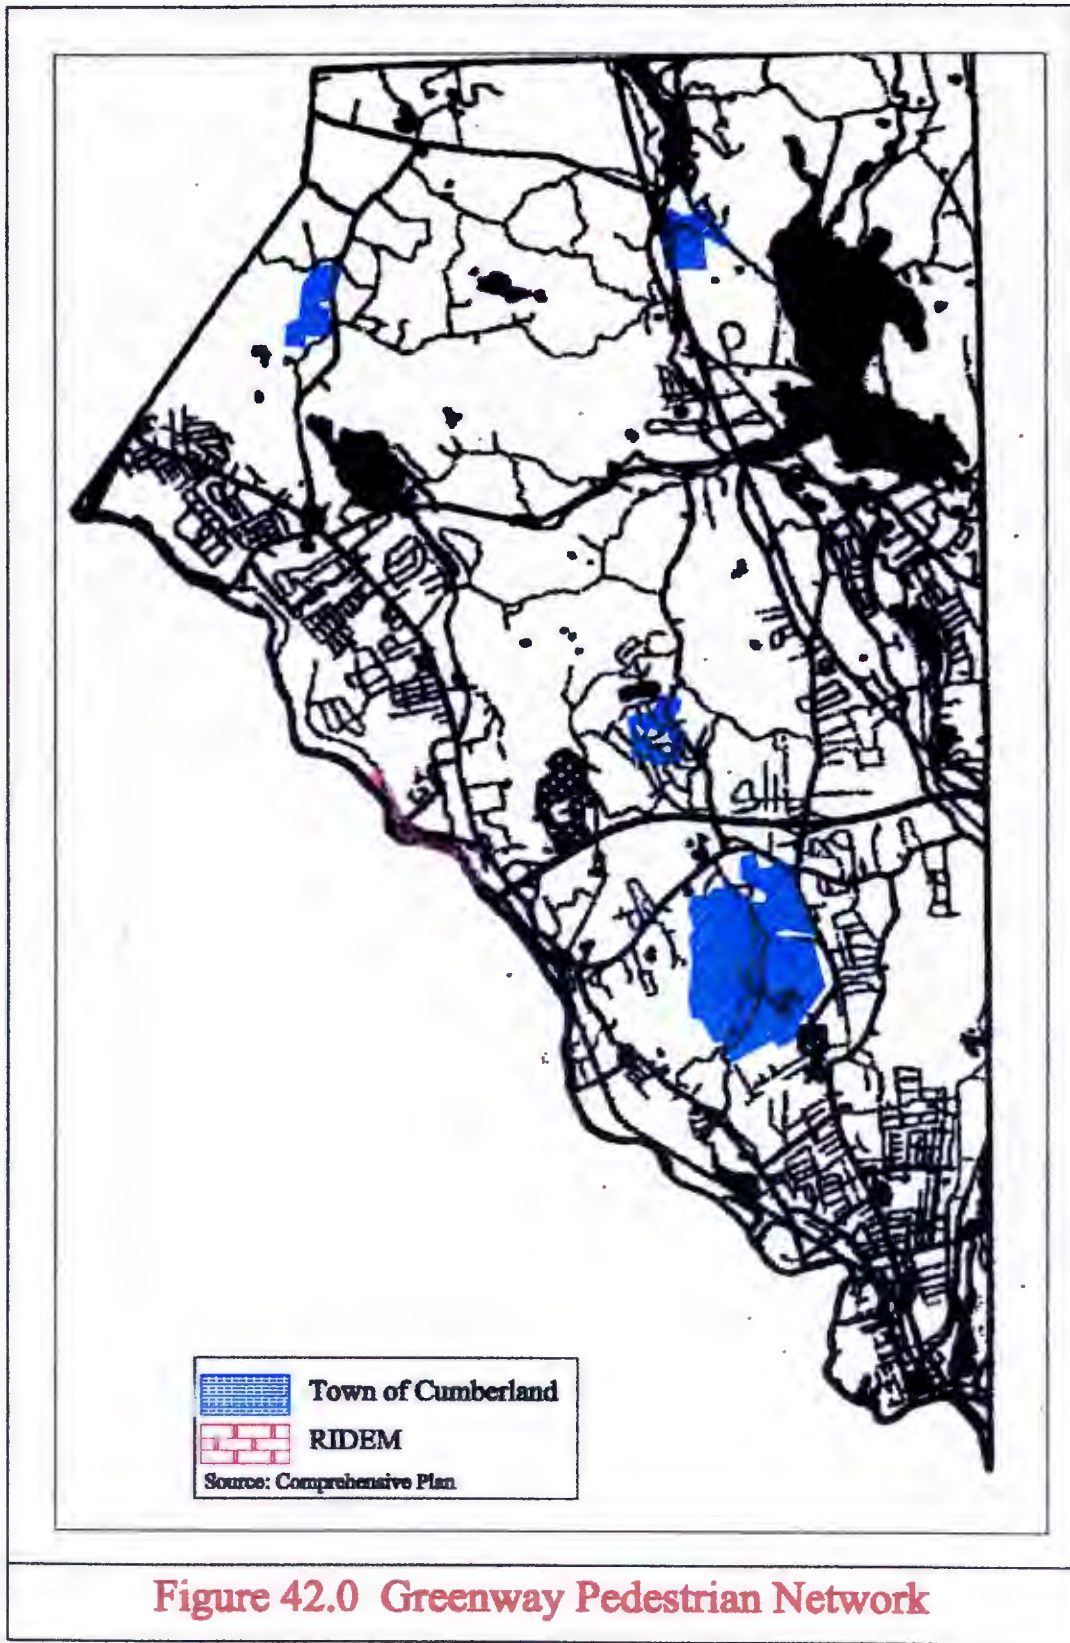 Town of Cumberland
RIDEM
Source: Comprehensive Plan
Figure 42.0 Greenway Pedestrian Network